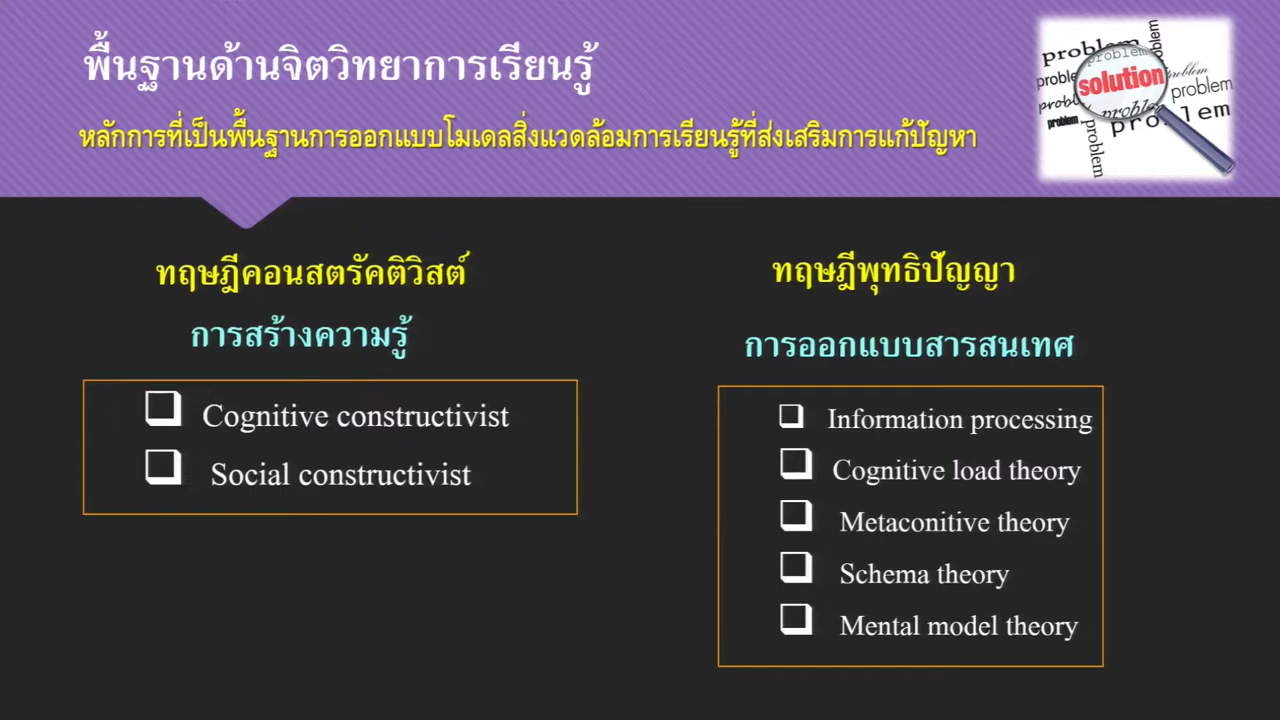 พื้นฐานด้านจิตวิทยาการเรียนรู้
หลักการที่เป็นพื้นฐานการออกแบบโมเดลสิ่งแวดล้อมการเรียนรู้ที่ส่งเสริมการแก้ปัญหา
problem
problem
problem
problem
solution
problem
problem
problem
problem
problem
problem
ทฤษฎีคอนสตรัคติวิสต์
การสร้างความรู้
Cognitive constructivist
Social constructivist
ทฤษฎีพุทธิปัญญา
การออกแบบสารสนเทศ
Information processing
Cognitive load theory
Metaconitive theory
Schema theory
Mental model theory